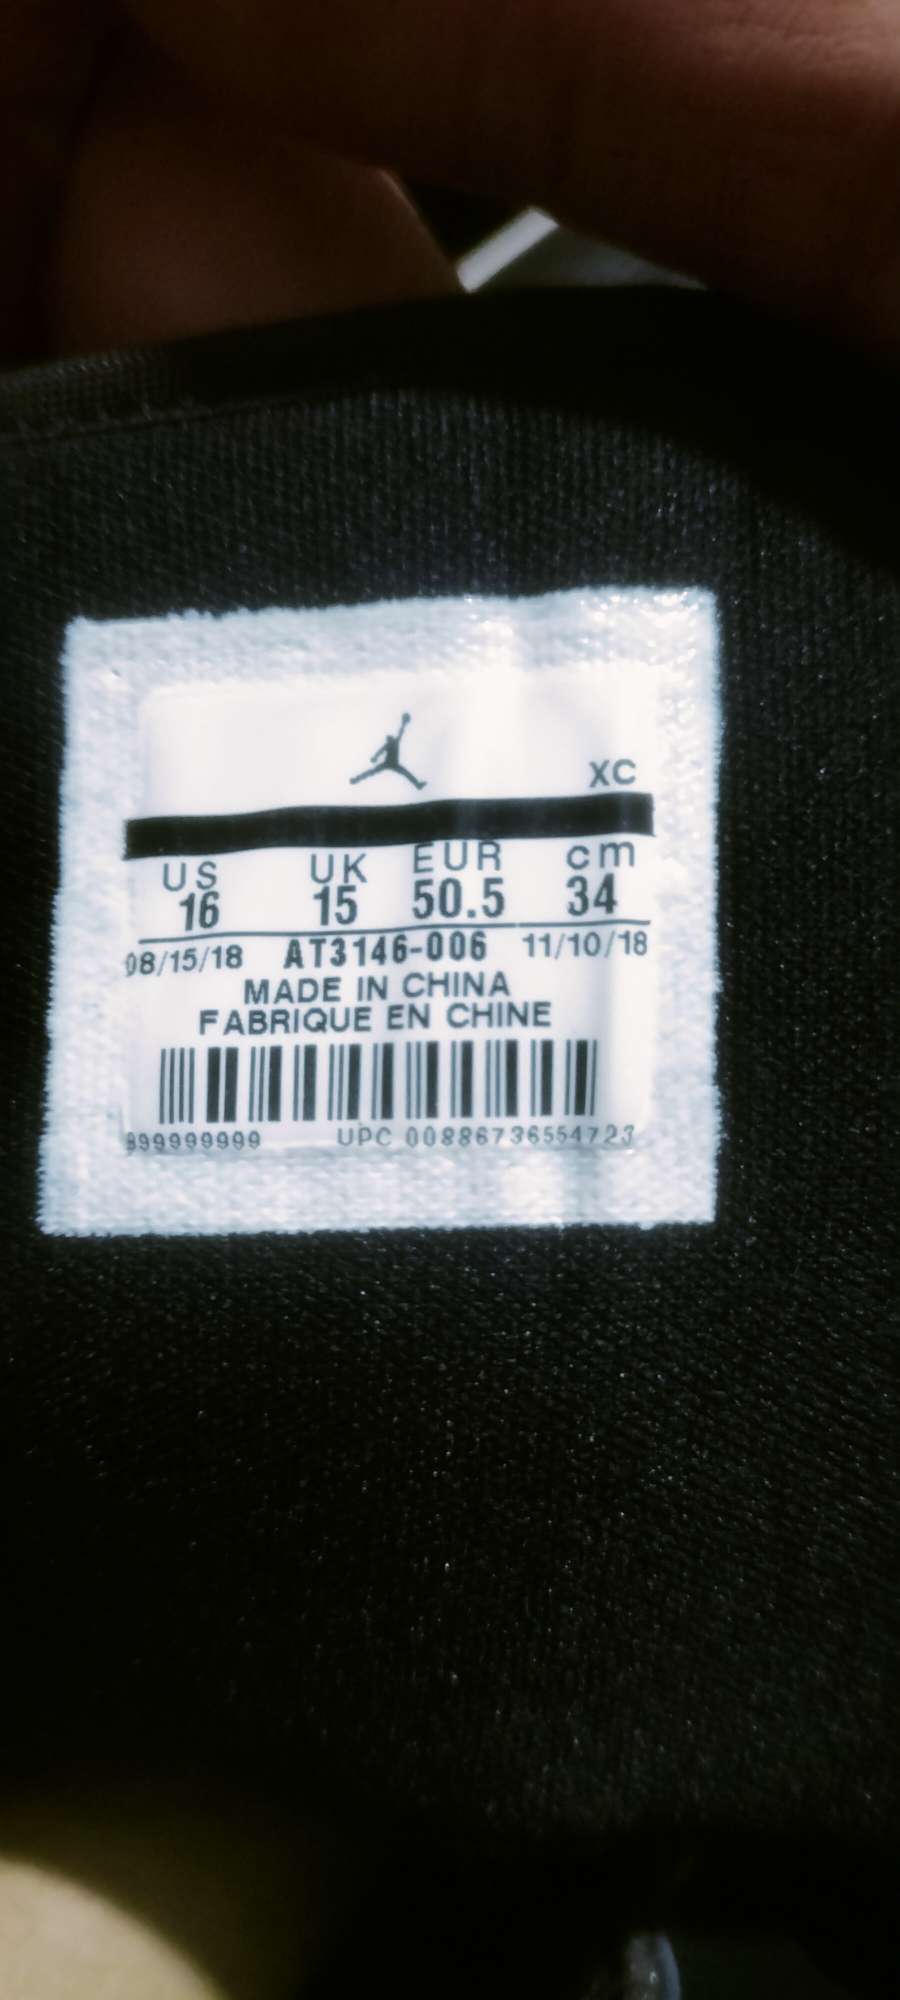 XC
US UK EUR cm
16 15 50.5 34
08/15/18 AT3146-006 11/10/18
MADE IN CHINA
FABRIQUE EN CHINE
999999999 UPC 00886736554723